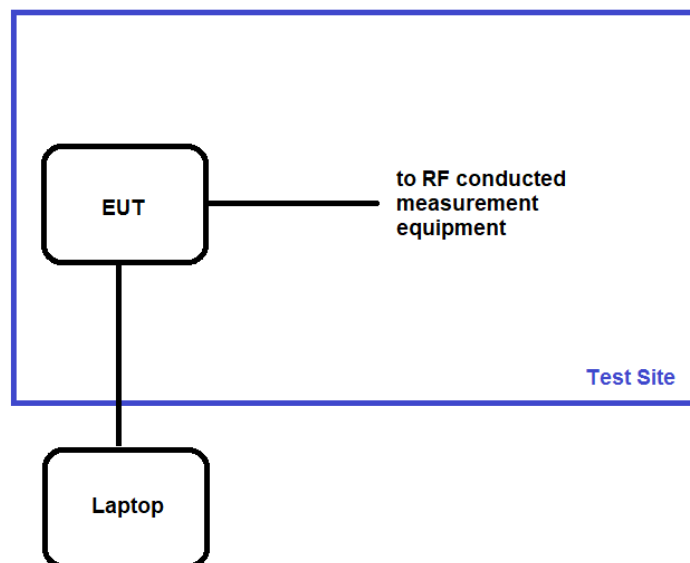 EUT
to RF conducted
measurement
equipment
Test Site
Laptop